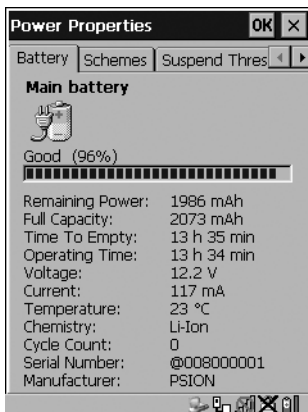 Power Properties OK ×
Battery Schemes Suspend Thres
Main battery
Good (96%)
Remaining Power: 1986 mAh
Full Capacity: 2073 mAh
Time To Empty: 13 h 35 min
Operating Time: 13 h 34 min
Voltage: 12.2 V
Current: 117 mA
Temperature: 23 °C
Chemistry: Li-Ion
Cycle Count: 0
Serial Number: @008000001
Manufacturer: PSION